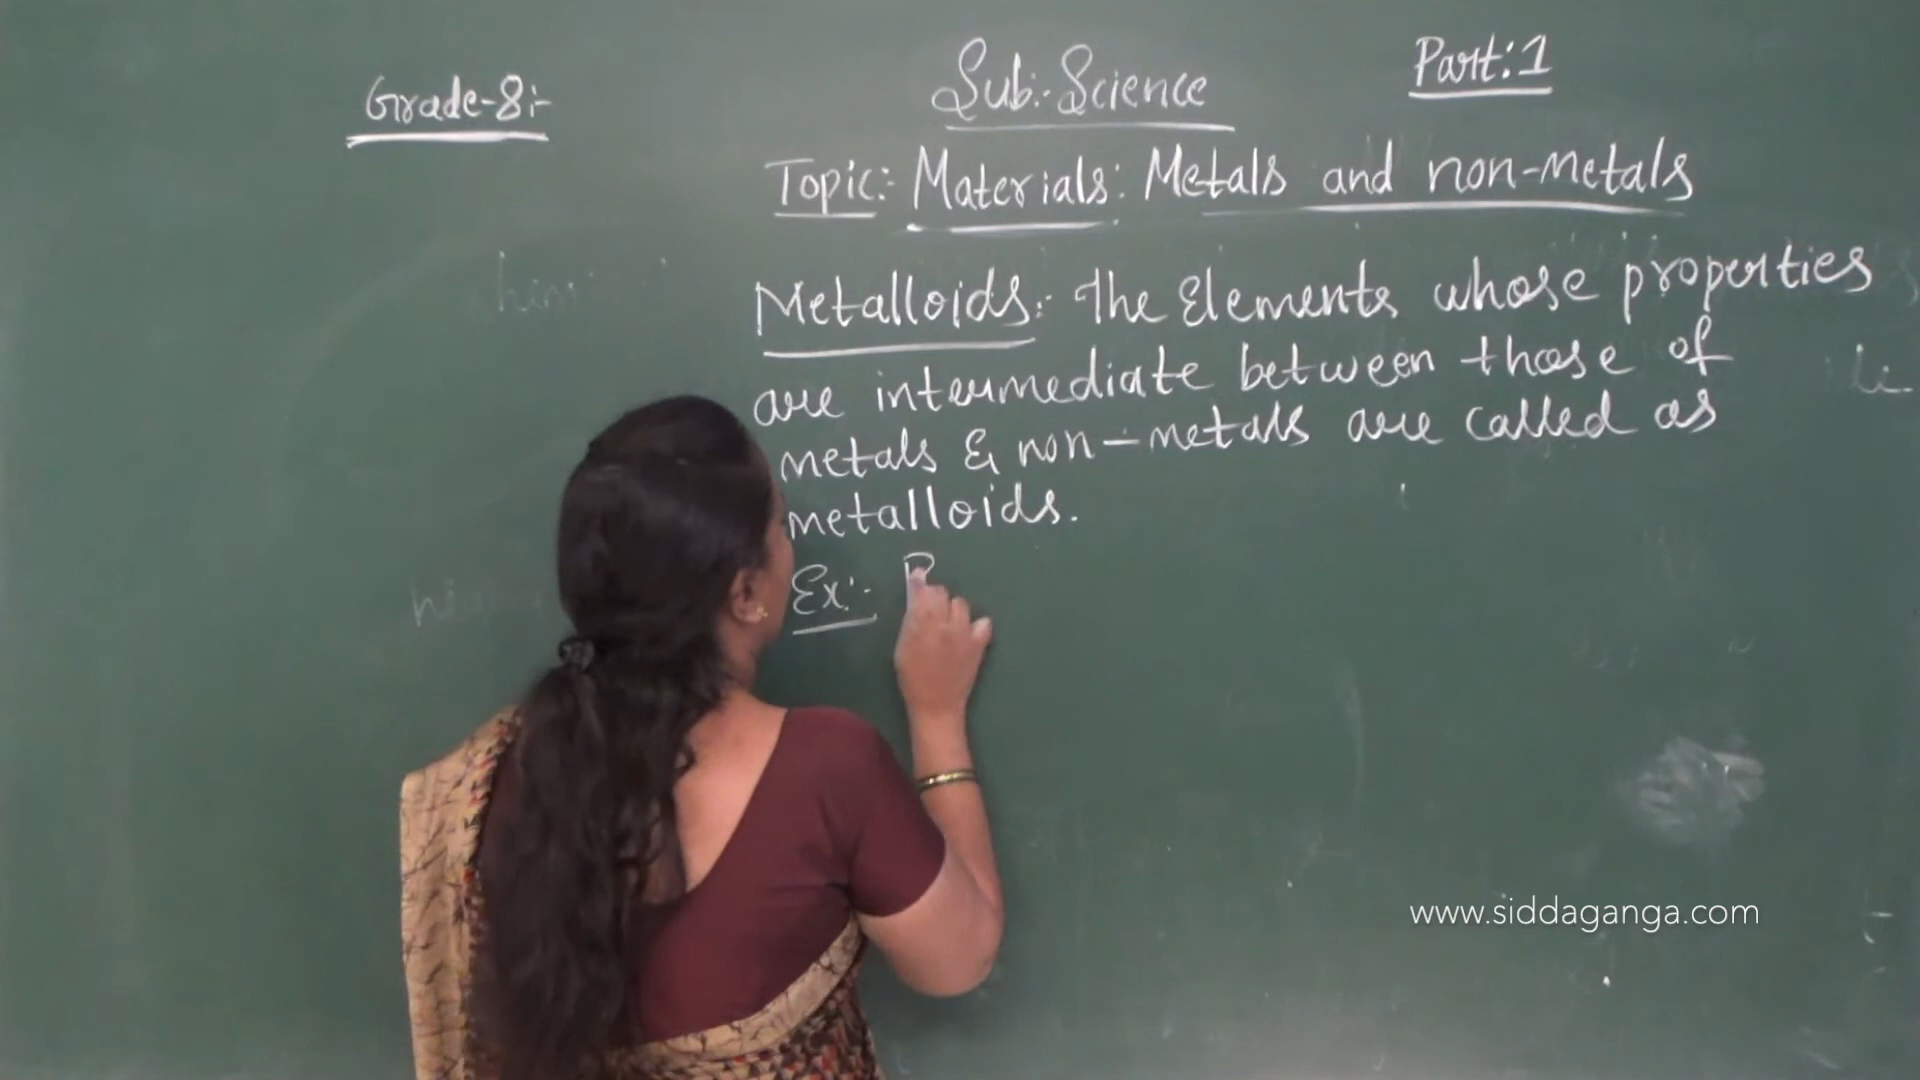 Grade-8:-
Sub:-Science
Part:1
Topic:- Materials: Metals and non-metals
Metalloids:- The Elements whose properties
are intermediate between those of
metals & non-metals are called as
metalloids.
Ex:-
www.siddaganga.com